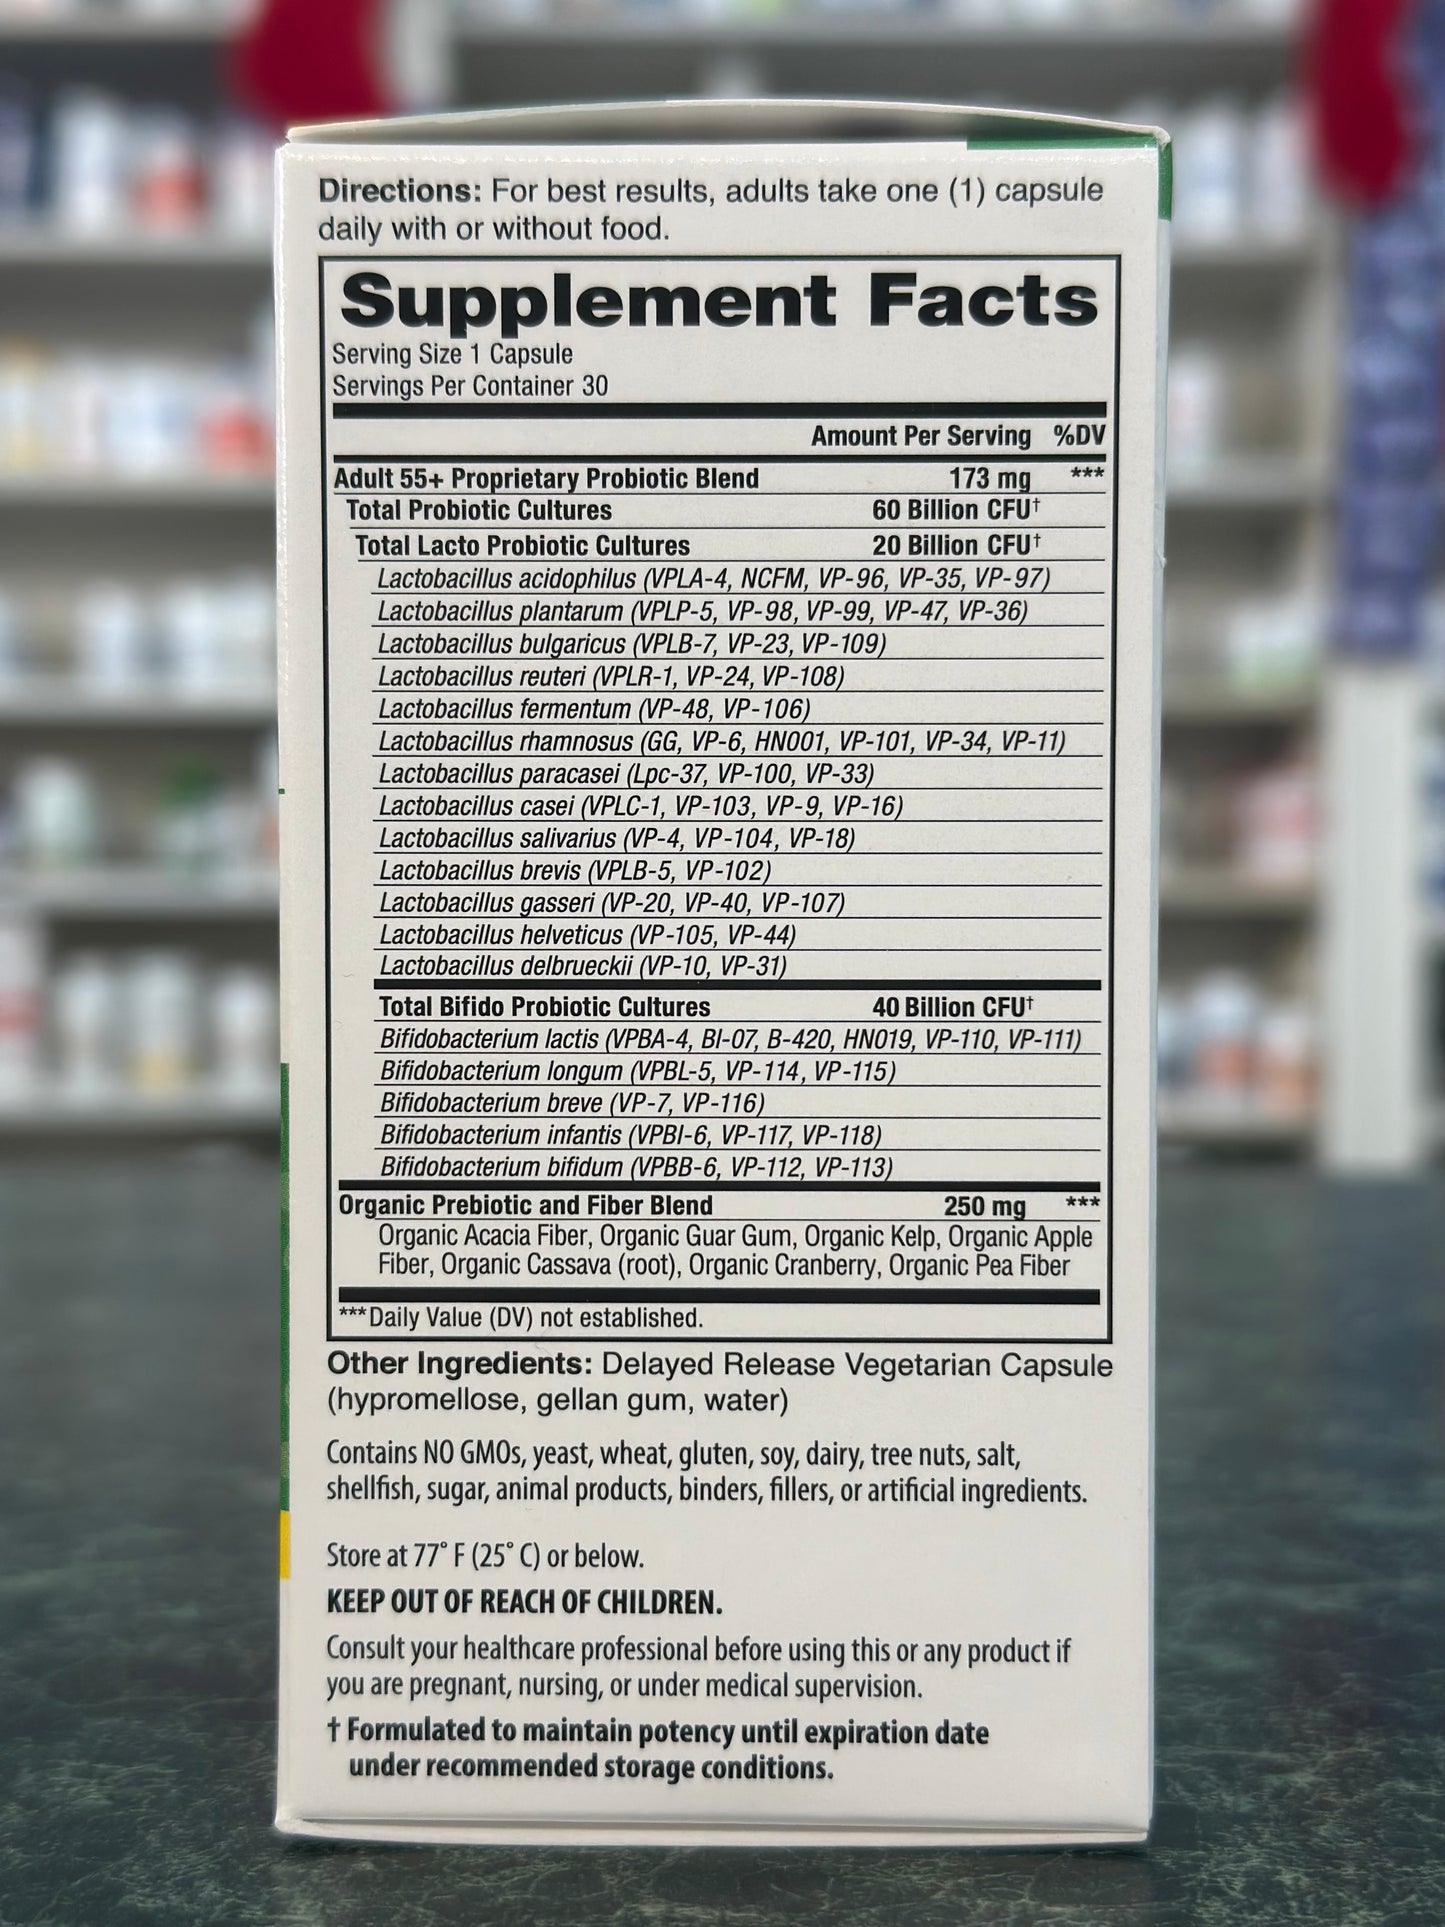 Directions: For best results, adults take one (1) capsule
daily with or without food.
Supplement Facts
Serving Size 1 Capsule
Servings Per Container 30
Amount Per Serving %DV
Adult 55+ Proprietary Probiotic Blend 173 mg ***
Total Probiotic Cultures 60 Billion CFU†
Total Lacto Probiotic Cultures 20 Billion CFU†
Lactobacillus acidophilus (VPLA-4, NCFM, VP-96, VP-35, VP-97)
Lactobacillus plantarum (VPLP-5, VP-98, VP-99, VP-47, VP-36)
Lactobacillus bulgaricus (VPLB-7, VP-23, VP-109)
Lactobacillus reuteri (VPLR-1, VP-24, VP-108)
Lactobacillus fermentum (VP-48, VP-106)
Lactobacillus rhamnosus (GG, VP-6, HN001, VP-101, VP-34, VP-11)
Lactobacillus paracasei (Lpc-37, VP-100, VP-33)
Lactobacillus casei (VPLC-1, VP-103, VP-9, VP-16)
Lactobacillus salivarius (VP-4, VP-104, VP-18)
Lactobacillus brevis (VPLB-5, VP-102)
Lactobacillus gasseri (VP-20, VP-40, VP-107)
Lactobacillus helveticus (VP-105, VP-44)
Lactobacillus delbrueckii (VP-10, VP-31)
Total Bifido Probiotic Cultures 40 Billion CFU†
Bifidobacterium lactis (VPBA-4, BI-07, B-420, HN019, VP-110, VP-111)
Bifidobacterium longum (VPBL-5, VP-114, VP-115)
Bifidobacterium breve (VP-7, VP-116)
Bifidobacterium infantis (VPBI-6, VP-117, VP-118)
Bifidobacterium bifidum (VPBB-6, VP-112, VP-113)
Organic Prebiotic and Fiber Blend 250 mg ***
Organic Acacia Fiber, Organic Guar Gum, Organic Kelp, Organic Apple
Fiber, Organic Cassava (root), Organic Cranberry, Organic Pea Fiber
***Daily Value (DV) not established.
Other Ingredients: Delayed Release Vegetarian Capsule
(hypromellose, gellan gum, water)
Contains NO GMOs, yeast, wheat, gluten, soy, dairy, tree nuts, salt,
shellfish, sugar, animal products, binders, fillers, or artificial ingredients.
Store at 77° F (25° C) or below.
KEEP OUT OF REACH OF CHILDREN.
Consult your healthcare professional before using this or any product if
you are pregnant, nursing, or under medical supervision.
† Formulated to maintain potency until expiration date
under recommended storage conditions.